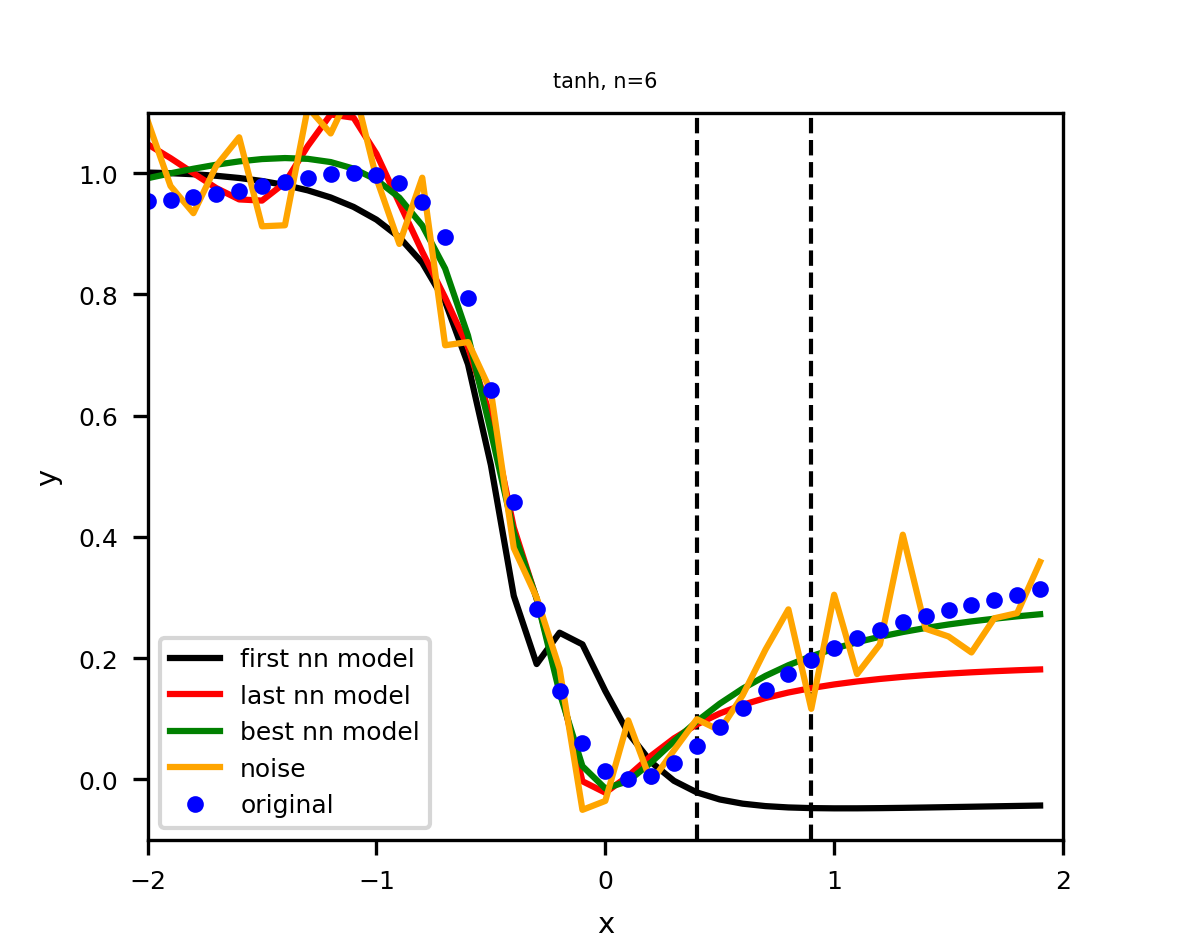 tanh, n=6
1.0
0.8
0.6
0.4
0.2
0.0
y
first nn model
last nn model
best nn model
noise
original
−2
−1
0
1
2
x